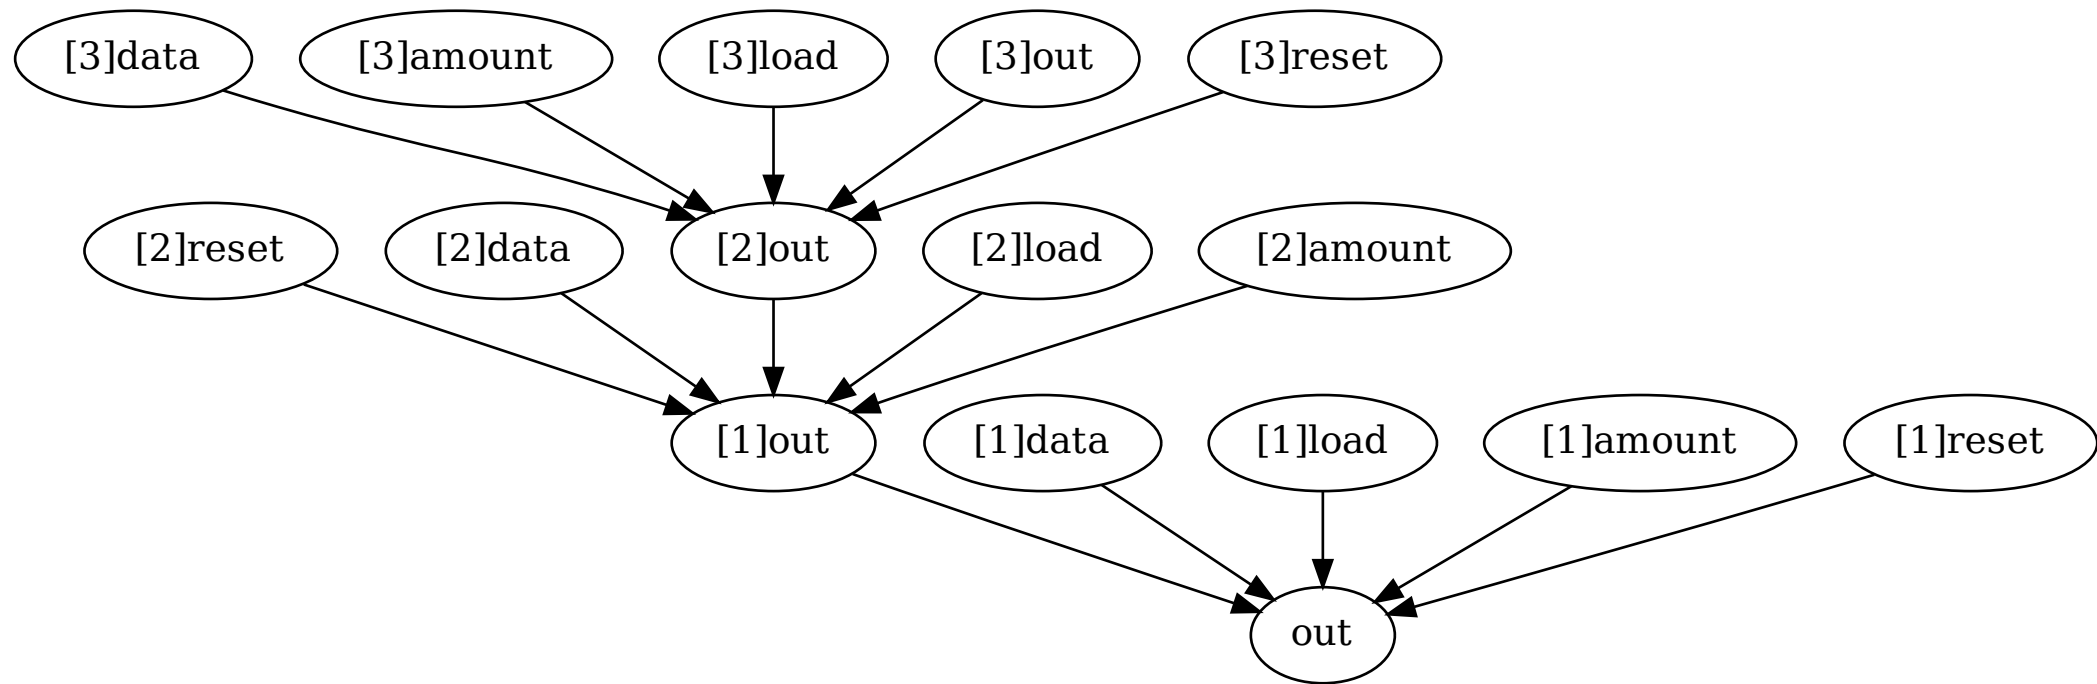 [3]data
[3]amount
[3]load
[3]out
[3]reset
[2]reset
[2]data
[2]out
[2]load
[2]amount
[1]out
[1]data
[1]load
[1]amount
[1]reset
out